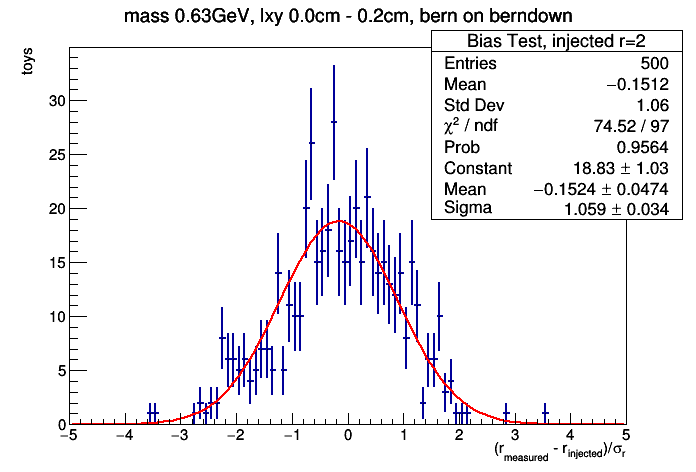 mass 0.63GeV, lxy 0.0cm - 0.2cm, bern on berndown
Bias Test, injected r=2
Entries 500
Mean −0.1512
Std Dev 1.06
χ² / ndf 74.52 / 97
Prob 0.9564
Constant 18.83 ± 1.03
Mean −0.1524 ± 0.0474
Sigma 1.059 ± 0.034
toys
30
25
20
15
10
5
0
−5 −4 −3 −2 −1 0 1 2 3 4 5
(r_measured - r_injected)/σ_r